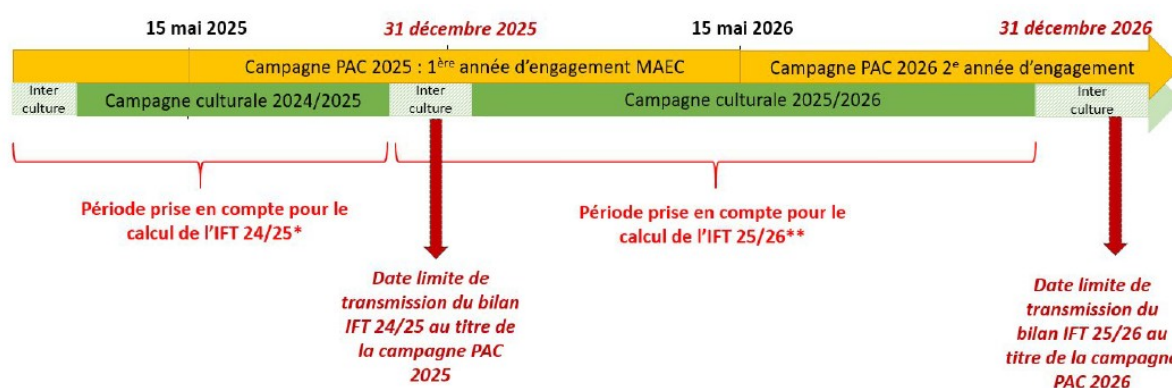 15 mai 2025
31 décembre 2025
15 mai 2026
31 décembre 2026
Campagne PAC 2025 : 1ère année d'engagement MAEC
Campagne PAC 2026 2e année d'engagement
Inter
culture
Campagne culturale 2024/2025
Inter
culture
Campagne culturale 2025/2026
Inter
culture
Période prise en compte pour le
calcul de l'IFT 24/25*
Période prise en compte pour le
calcul de l'IFT 25/26**
Date limite de
transmission du bilan
IFT 24/25 au titre de
la campagne PAC
2025
Date limite de
transmission du
bilan IFT 25/26 au
titre de la campagne
PAC 2026